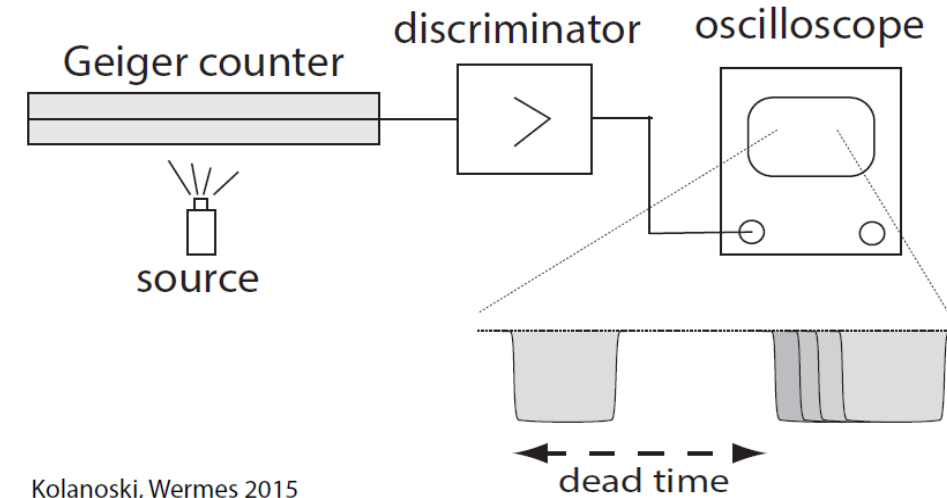 discriminator
oscilloscope
Geiger counter
source
dead time
Kolanoski, Wermes 2015